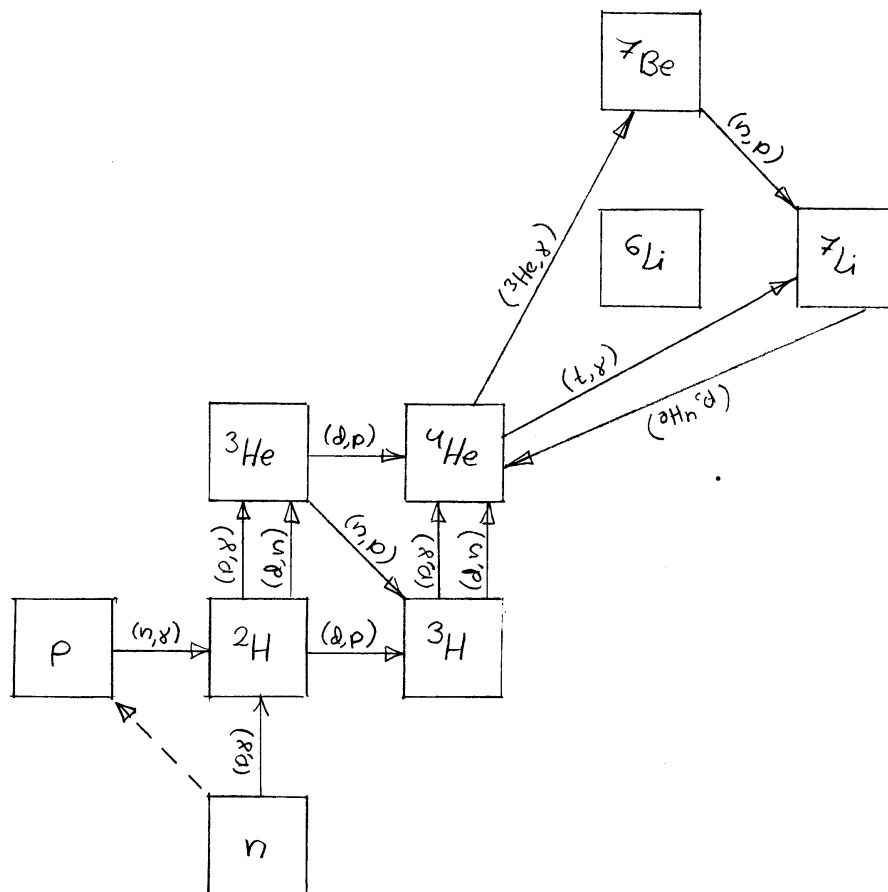 ⁷Be
(n,p)
⁶Li
⁷Li
(³He,γ)
(t,γ)
(p,⁴He)
³He
(d,p)
⁴He
(p,γ)
(d,n)
(n,p)
(p,γ)
(d,n)
p
(n,γ)
²H
(d,p)
³H
(p,γ)
n